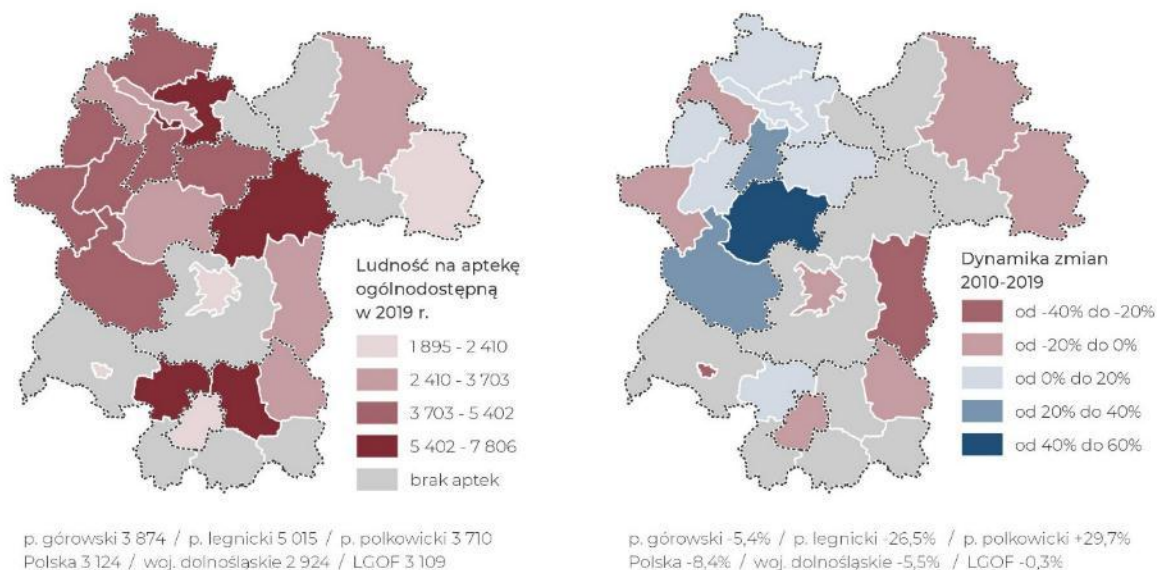 Ludność na aptekę
ogólnodostępną
w 2019 r.
1 895 - 2 410
2 410 - 3 703
3 703 - 5 402
5 402 - 7 806
brak aptek
p. górowski 3 874 / p. legnicki 5 015 / p. polkowicki 3 710
Polska 3 124 / woj. dolnośląskie 2 924 / LGOF 3 109
Dynamika zmian
2010-2019
od -40% do -20%
od -20% do 0%
od 0% do 20%
od 20% do 40%
od 40% do 60%
p. górowski -5,4% / p. legnicki -26,5% / p. polkowicki +29,7%
Polska -8,4% / woj. dolnośląskie -5,5% / LGOF -0,3%